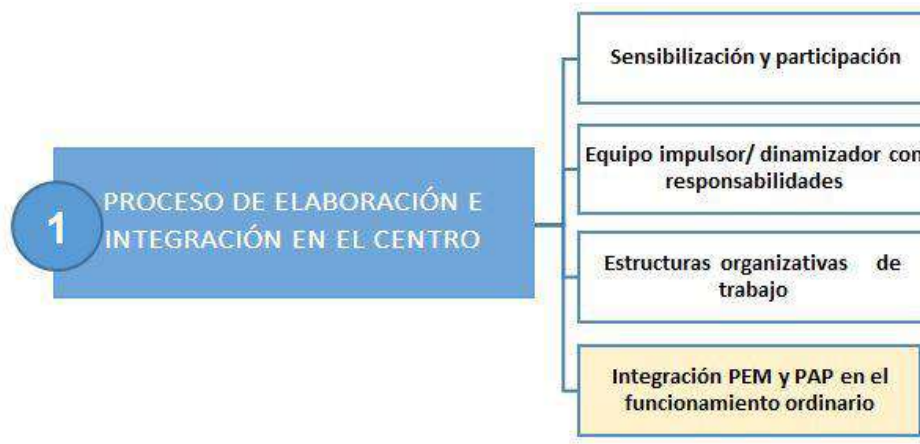 1
PROCESO DE ELABORACIÓN E
INTEGRACIÓN EN EL CENTRO
Sensibilización y participación
Equipo impulsor/ dinamizador con
responsabilidades
Estructuras organizativas de
trabajo
Integración PEM y PAP en el
funcionamiento ordinario